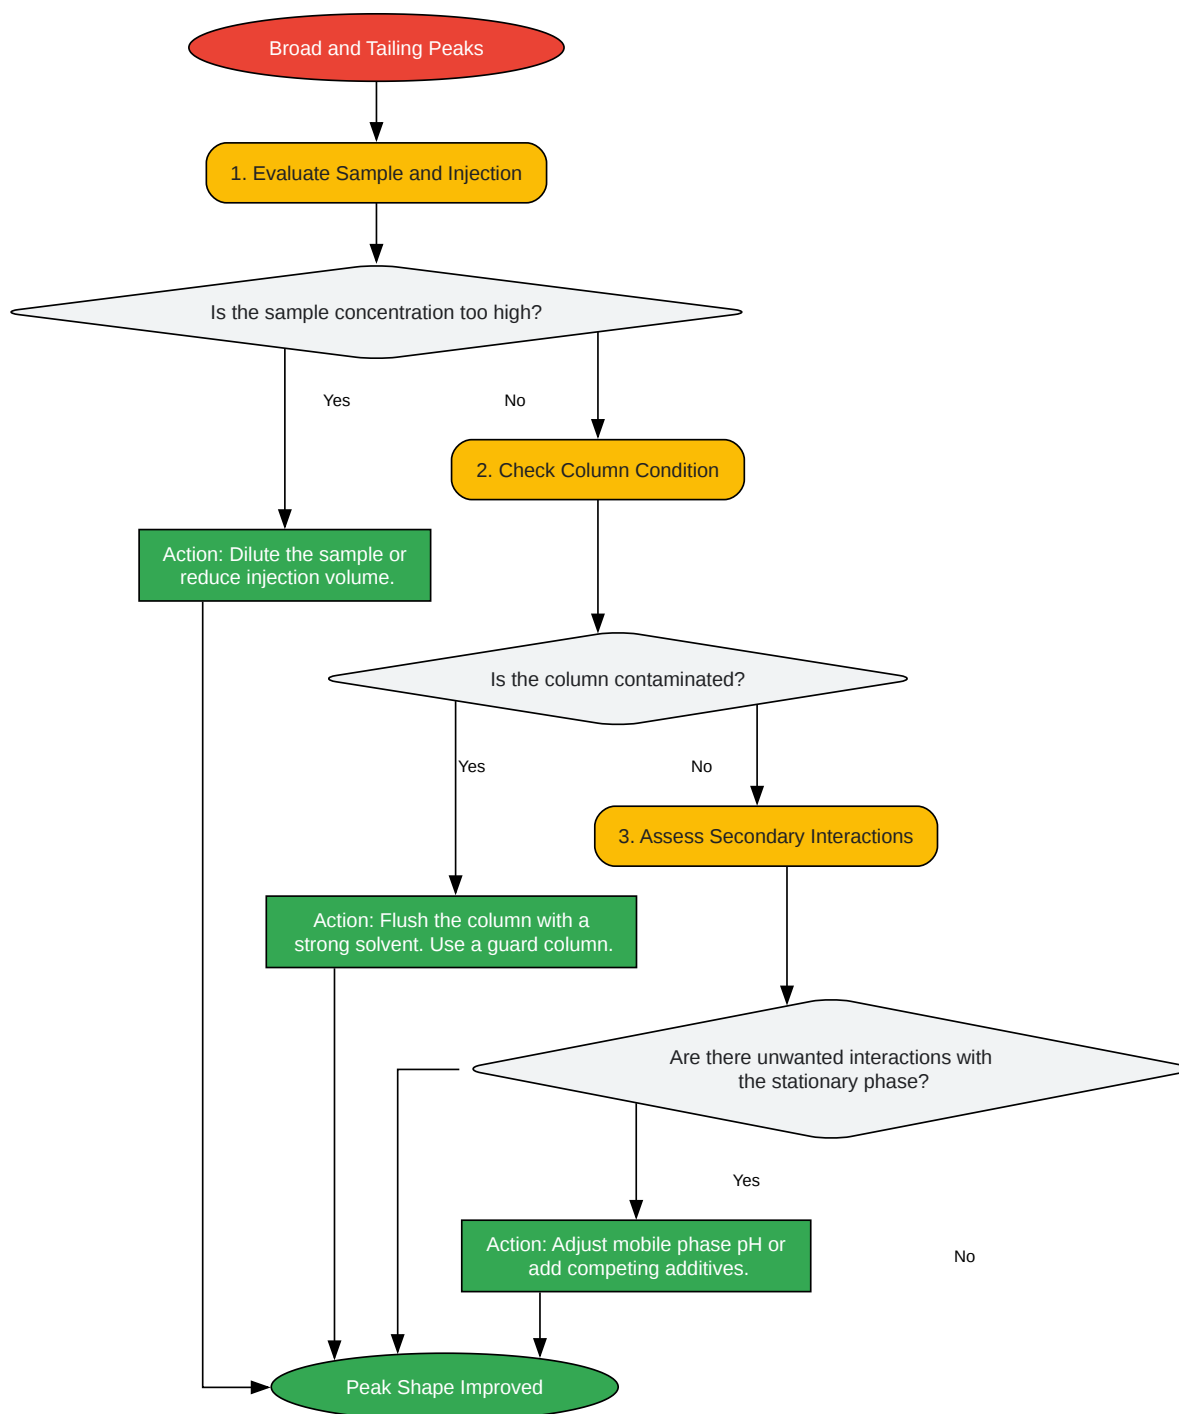 Broad and Tailing Peaks
1. Evaluate Sample and Injection
Is the sample concentration too high?
Yes
No
2. Check Column Condition
Action: Dilute the sample or
reduce injection volume.
Is the column contaminated?
Yes
No
3. Assess Secondary Interactions
Action: Flush the column with a
strong solvent. Use a guard column.
Are there unwanted interactions with
the stationary phase?
Yes
No
Action: Adjust mobile phase pH or
add competing additives.
Peak Shape Improved